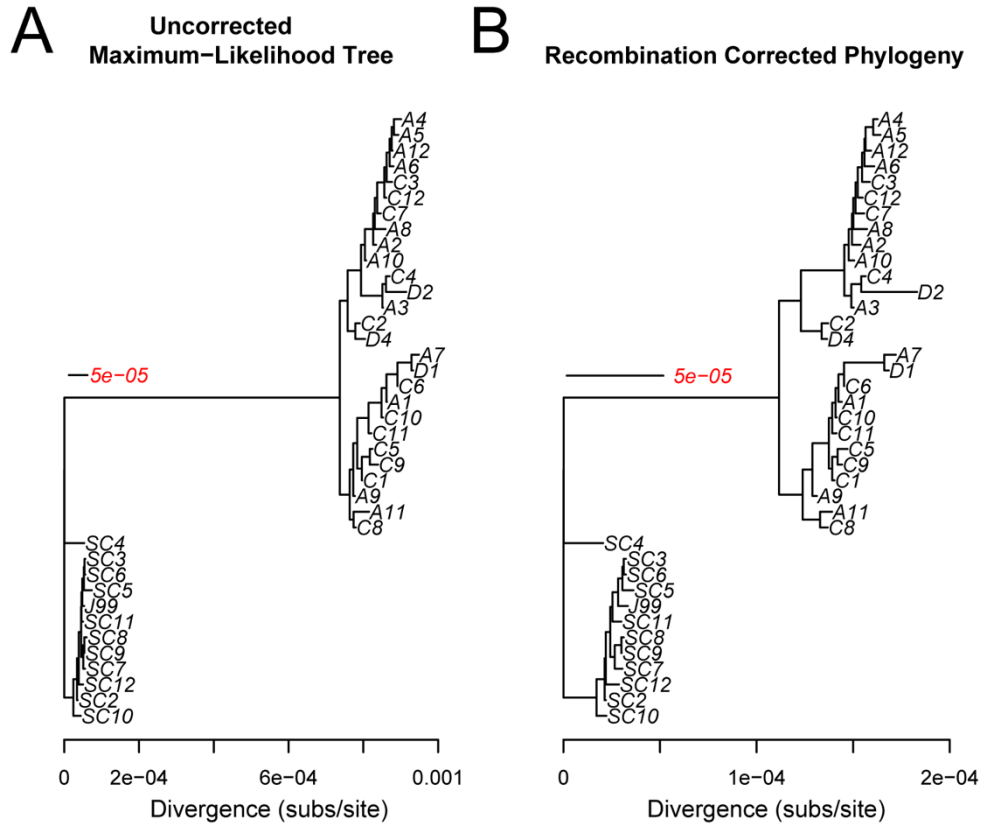 A
Uncorrected
Maximum−Likelihood Tree
A4
A5
A12
A6
C3
C12
C7
A8
A2
A10
C4
D2
A3
C2
D4
A7
D1
C6
A1
C10
C11
C5
C9
C1
A9
A11
C8
SC4
SC3
SC6
SC5
J99
SC11
SC8
SC9
SC7
SC12
SC2
SC10
5e−05
0
2e−04
6e−04
0.001
Divergence (subs/site)
B
Recombination Corrected Phylogeny
A4
A5
A12
A6
C3
C12
C7
A8
A2
A10
C4
D2
A3
C2
D4
A7
D1
C6
A1
C10
C11
C5
C9
C1
A9
A11
C8
SC4
SC3
SC6
SC5
J99
SC11
SC8
SC9
SC7
SC12
SC2
SC10
5e−05
0
1e−04
2e−04
Divergence (subs/site)